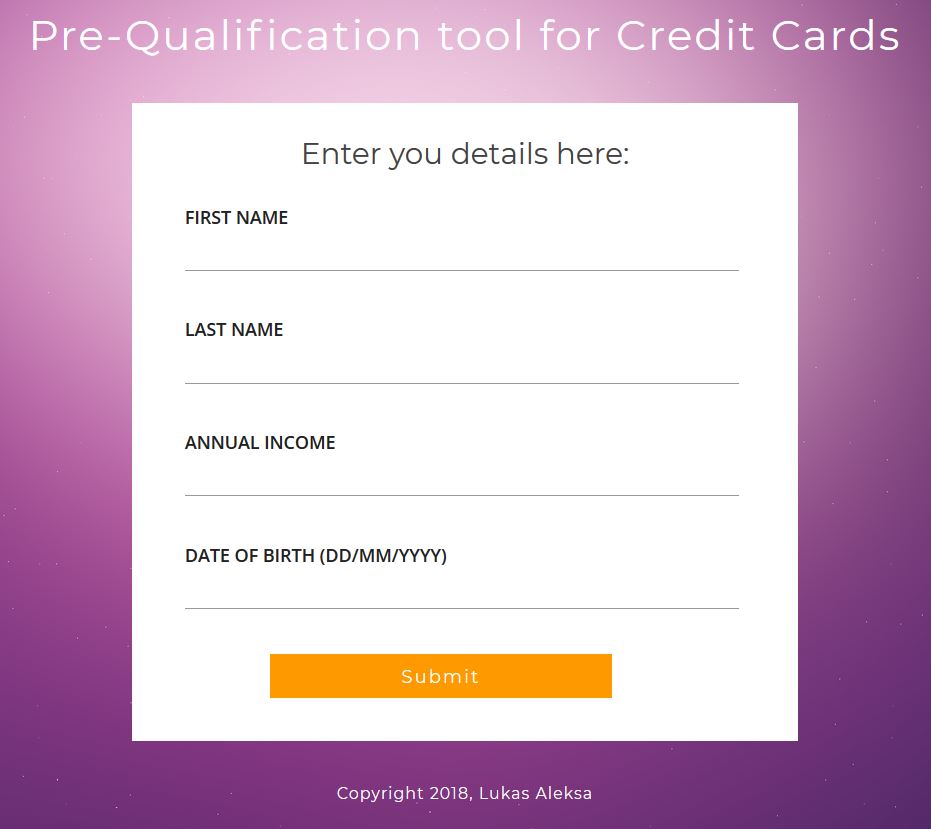 Pre-Qualification tool for Credit Cards
Enter you details here:
FIRST NAME
LAST NAME
ANNUAL INCOME
DATE OF BIRTH (DD/MM/YYYY)
Submit
Copyright 2018, Lukas Aleksa